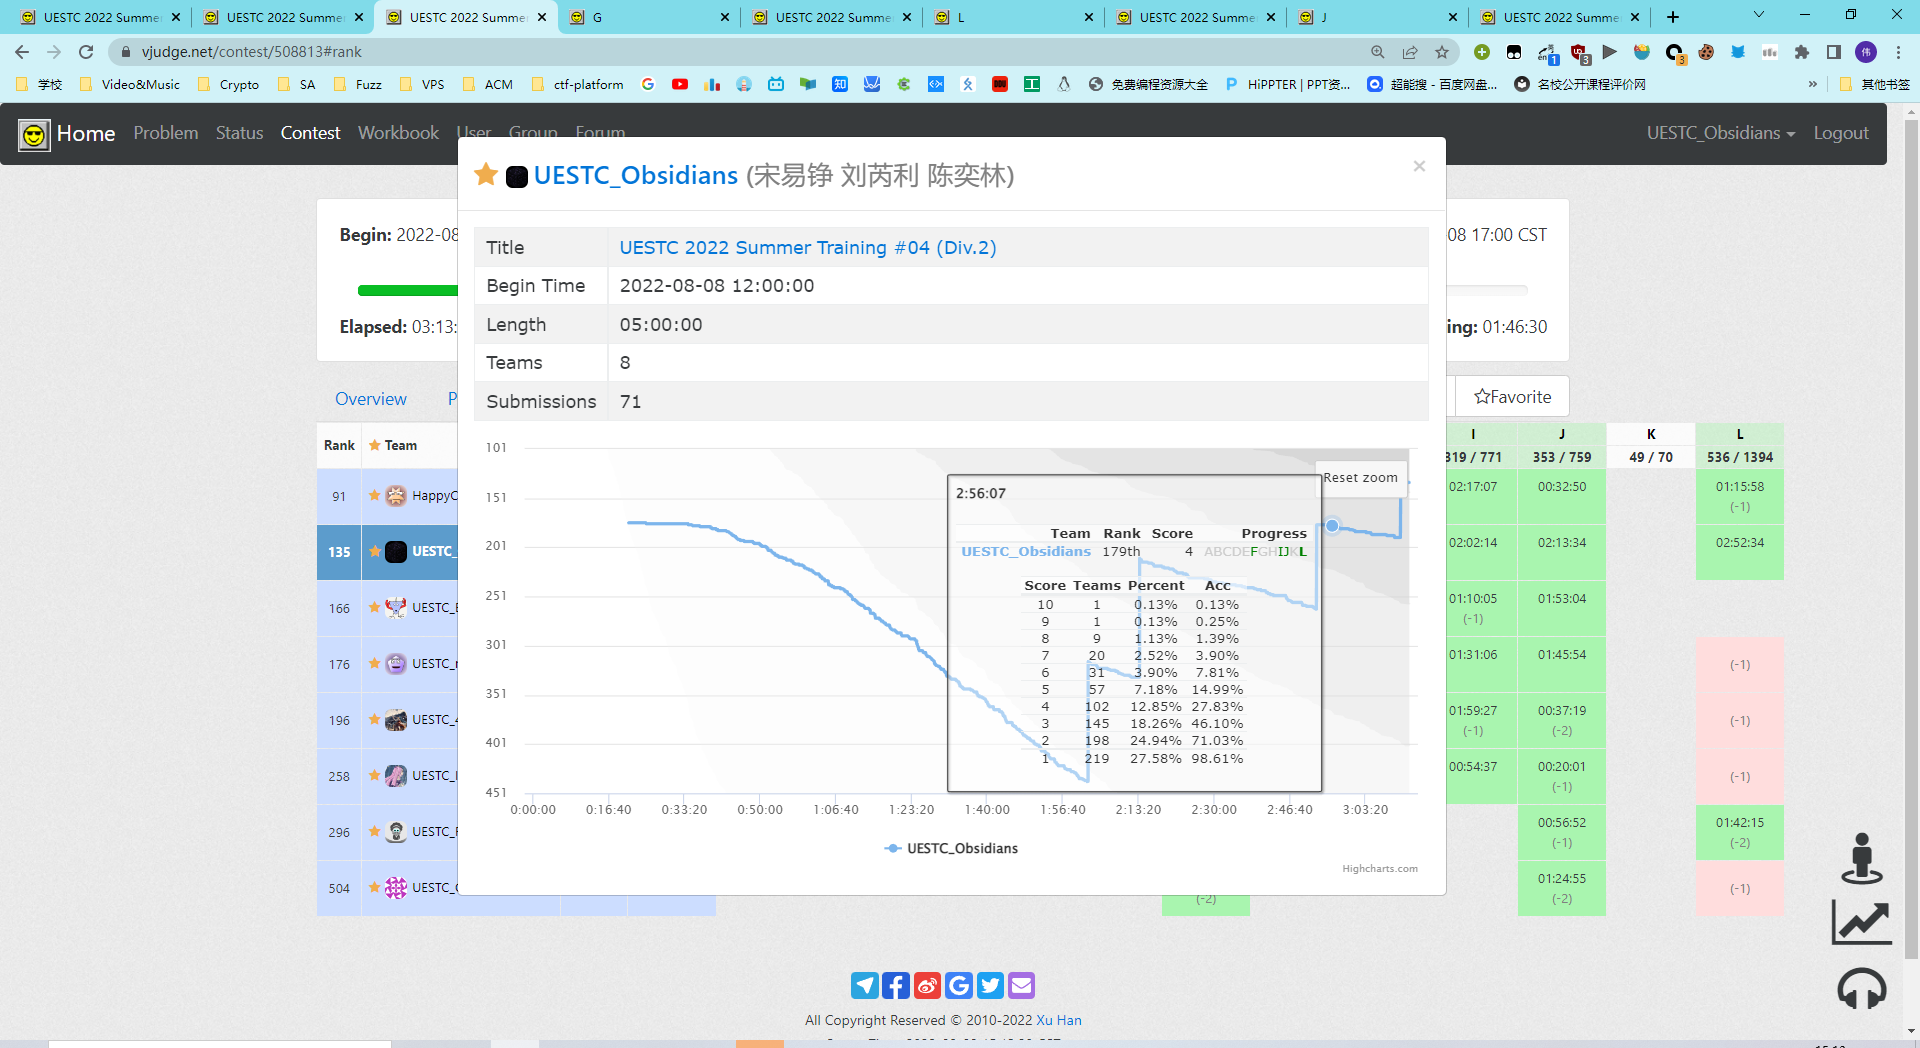 UESTC 2022 Summer
UESTC 2022 Summer
UESTC 2022 Summer
G
UESTC 2022 Summer
L
UESTC 2022 Summer
J
UESTC 2022 Summer
vjudge.net/contest/508813#rank
学校 Video&Music Crypto SA Fuzz VPS ACM ctf-platform 免费编程资源大全 HiPPTER | PPT资... 超能搜 - 百度网盘... 名校公开课程评价网 » 其他书签
Home Problem Status Contest Workbook User Group Forum UESTC_Obsidians Logout
UESTC_Obsidians (宋易铮 刘芮利 陈奕林) ×
Begin: 2022-08
08 17:00 CST
Elapsed: 03:13:
ing: 01:46:30
Title UESTC 2022 Summer Training #04 (Div.2)
Begin Time 2022-08-08 12:00:00
Length 05:00:00
Teams 8
Submissions 71
Overview P
Favorite
Rank Team
I J K L
319 / 771 353 / 759 49 / 70 536 / 1394
91 HappyC
02:17:07 00:32:50 01:15:58
(-1)
135 UESTC_
02:02:14 02:13:34 02:52:34
166 UESTC_E
01:10:05 01:53:04
(-1)
176 UESTC_r
01:31:06 01:45:54 (-1)
196 UESTC_4
01:59:27 00:37:19 (-1)
(-1) (-2)
258 UESTC_I
00:54:37 00:20:01 (-1)
(-1)
296 UESTC_F
00:56:52 01:42:15
(-1) (-2)
504 UESTC_C
01:24:55 (-1)
(-2) (-2)
101
151
201
251
301
351
401
451
Reset zoom
2:56:07
Team Rank Score Progress
UESTC_Obsidians 179th 4 ABCDEFGHIJKL
Score Teams Percent Acc
10 1 0.13% 0.13%
9 1 0.13% 0.25%
8 9 1.13% 1.39%
7 20 2.52% 3.90%
6 31 3.90% 7.81%
5 57 7.18% 14.99%
4 102 12.85% 27.83%
3 145 18.26% 46.10%
2 198 24.94% 71.03%
1 219 27.58% 98.61%
0:00:00 0:16:40 0:33:20 0:50:00 1:06:40 1:23:20 1:40:00 1:56:40 2:13:20 2:30:00 2:46:40 3:03:20
UESTC_Obsidians
Highcharts.com
All Copyright Reserved © 2010-2022 Xu Han